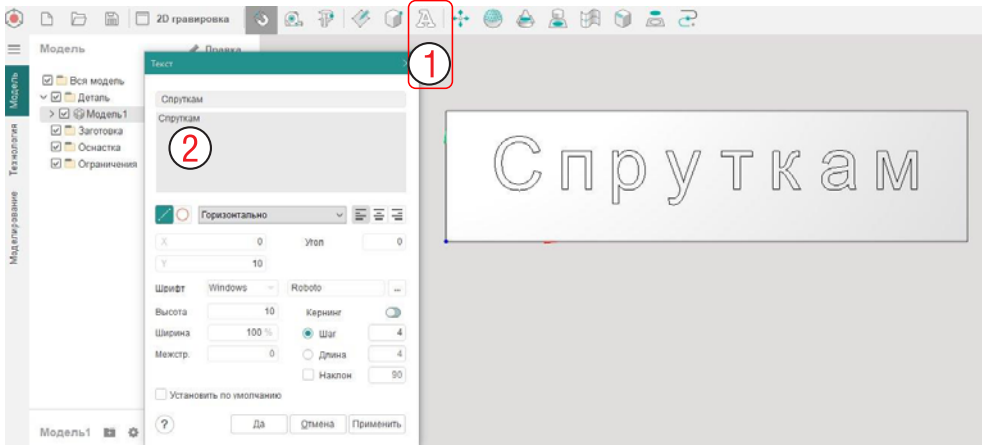 2D гравировка
1
Модель
Правка
Текст
Модель
Технология
Моделирование
Вся модель
Деталь
Модель1
Заготовка
Оснастка
Ограничения
Спруткам
Спруткам
2
Горизонтально
X 0 Угол 0
Y 10
Шрифт Windows Roboto ...
Высота 10 Кернинг
Ширина 100 % Шаг 4
Межстр. 0 Длина 4
Наклон 90
Установить по умолчанию
? Да Отмена Применить
Модель1
Спруткам